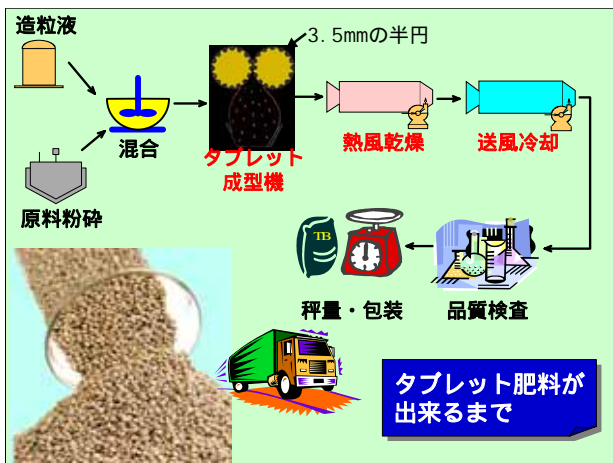 造粒液
3.5mmの半円
混合
タブレット
成型機
熱風乾燥
送風冷却
原料粉砕
TB
秤量・包装
品質検査
タブレット肥料が
出来るまで